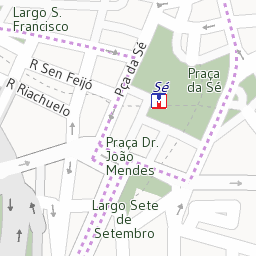 Largo S.
Francisco
Pça da Sé
R Sen Feijó
R Riachuelo
Sé
M
Praça
da Sé
Praça Dr.
João
Mendes
Largo Sete
de
Setembro